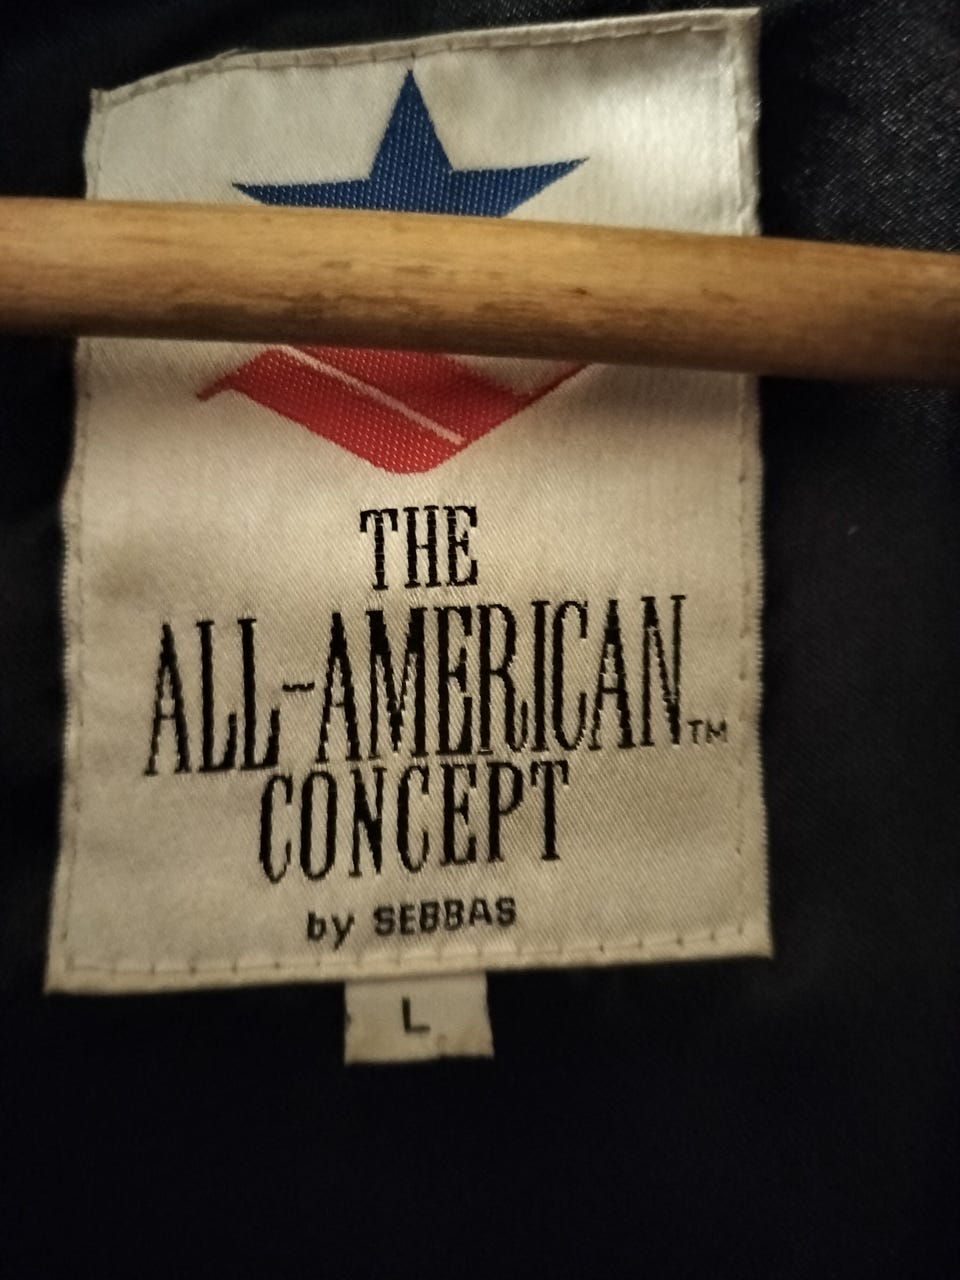 THE
ALL-AMERICAN™
CONCEPT
by SEBBAS
L